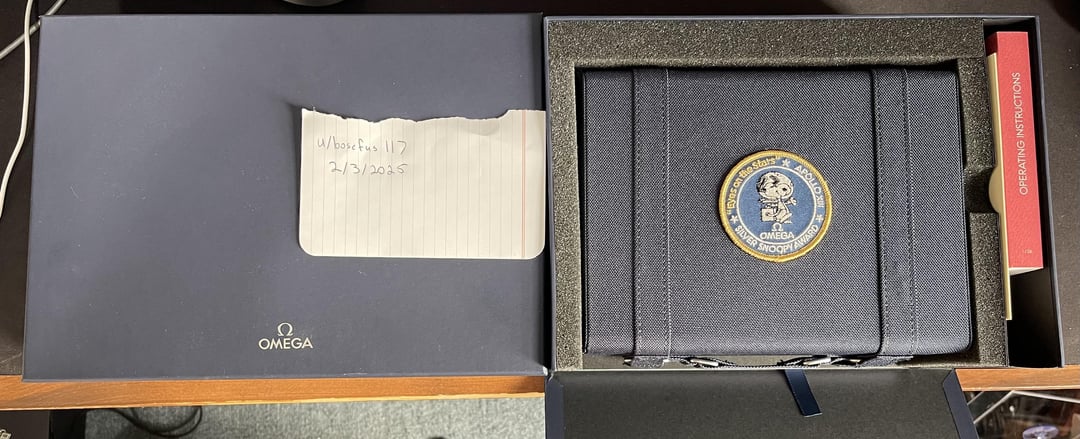 u/bosefus 117
2/3/2025
Ω
OMEGA
"Eyes on the Stars" ★ APOLLO XIII ★
Ω
OMEGA
SILVER SNOOPY AWARD ★
OPERATING INSTRUCTIONS